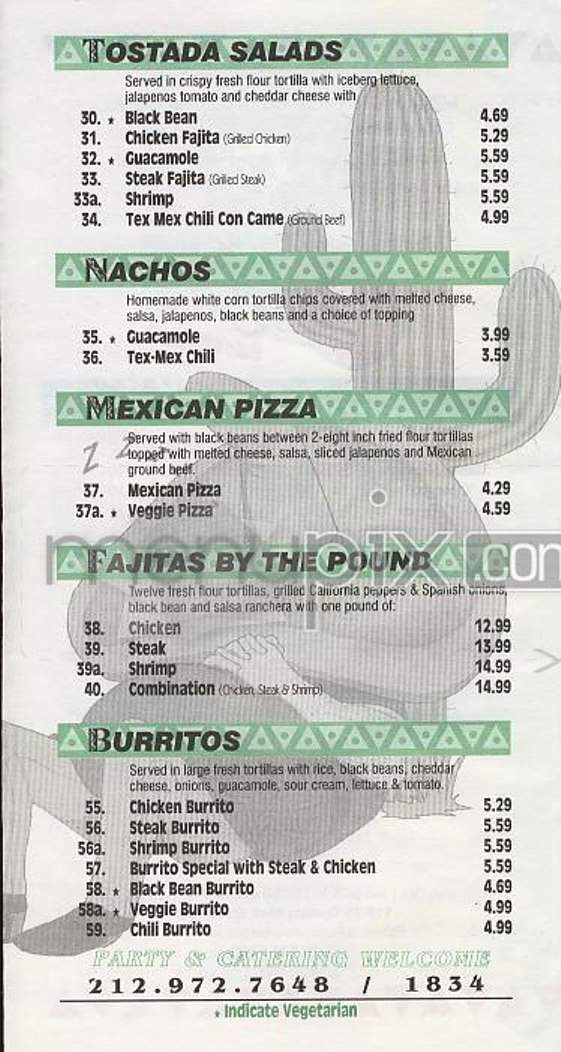 TOSTADA SALADS
Served in crispy fresh flour tortilla with iceberg lettuce,
jalapenos tomato and cheddar cheese with
30. * Black Bean 4.69
31. Chicken Fajita (Grilled Chicken) 5.29
32. * Guacamole 5.59
33. Steak Fajita (Grilled Steak) 5.59
33a. Shrimp 5.59
34. Tex Mex Chili Con Came (Ground Beef) 4.99
NACHOS
Homemade white corn tortilla chips covered with melted cheese,
salsa, jalapenos, black beans and a choice of topping
35. * Guacamole 3.99
36. Tex-Mex Chili 3.59
MEXICAN PIZZA
Z Z
Served with black beans between 2-eight inch fried flour tortillas
topped with melted cheese, salsa, sliced jalapenos and Mexican
ground beef.
37. Mexican Pizza 4.29
37a. * Veggie Pizza 4.59
menupix.com
FAJITAS BY THE POUND
Twelve fresh flour tortillas, grilled California peppers & Spanish onions,
black bean and salsa ranchera with one pound of:
38. Chicken 12.99
39. Steak 13.99
39a. Shrimp 14.99
40. Combination (Chicken, Steak & Shrimp) 14.99
BURRITOS
Served in large fresh tortillas with rice, black beans, cheddar
cheese, onions, guacamole, sour cream, lettuce & tomato.
55. Chicken Burrito 5.29
56. Steak Burrito 5.59
56a. Shrimp Burrito 5.59
57. Burrito Special with Steak & Chicken 5.59
58. * Black Bean Burrito 4.69
58a. * Veggie Burrito 4.99
59. Chili Burrito 4.99
PARTY & CATERING WELCOME
212.972.7648 / 1834
* Indicate Vegetarian